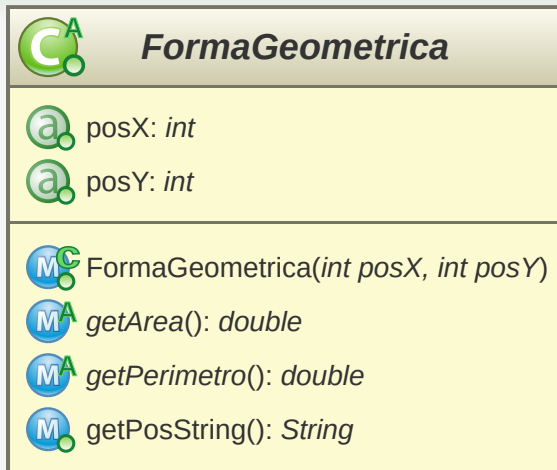 FormaGeometrica
posX: int
posY: int
FormaGeometrica(int posX, int posY)
getArea(): double
getPerimetro(): double
getPosString(): String